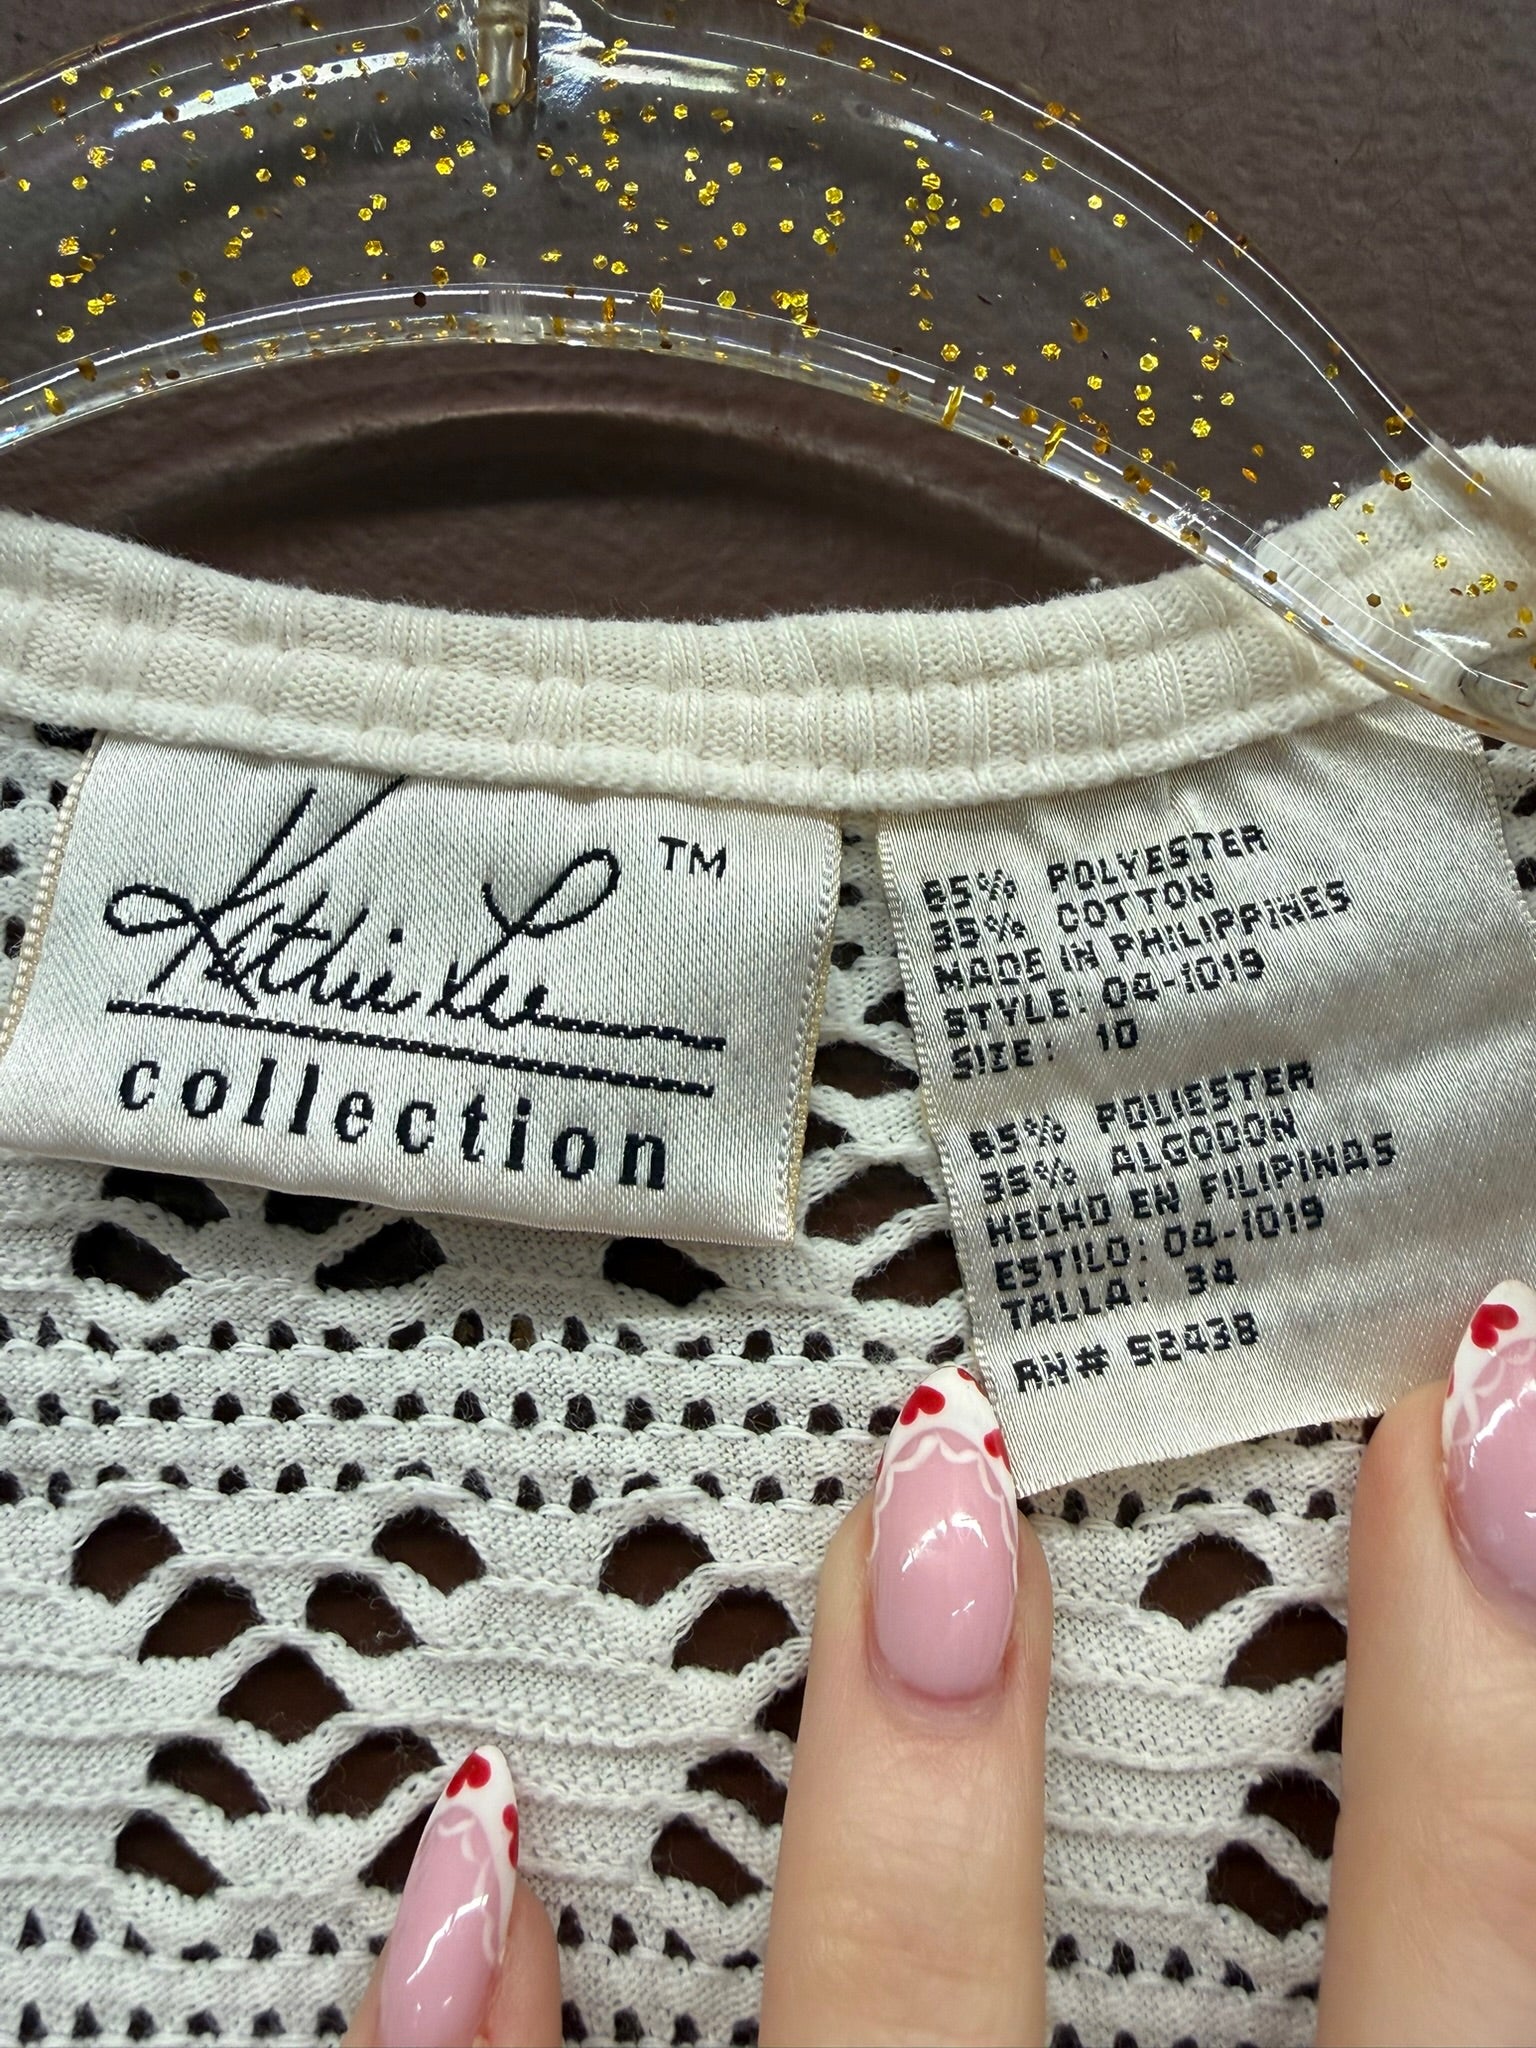 Kathie Lee TM
collection
65% POLYESTER
35% COTTON
MADE IN PHILIPPINES
STYLE: 04-1019
SIZE: 10
65% POLIESTER
35% ALGODON
HECHO EN FILIPINAS
ESTILO: 04-1019
TALLA: 34
RN# 52438